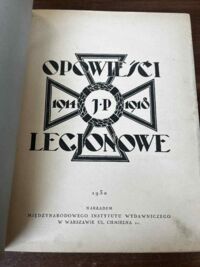 OPOWIEŚCI
1914 J·P 1918
LEGJONOWE
1930
NAKŁADEM
MIĘDZYNARODOWEGO INSTYTUTU WYDAWNICZEGO
W WARSZAWIE UL. CHMIELNA